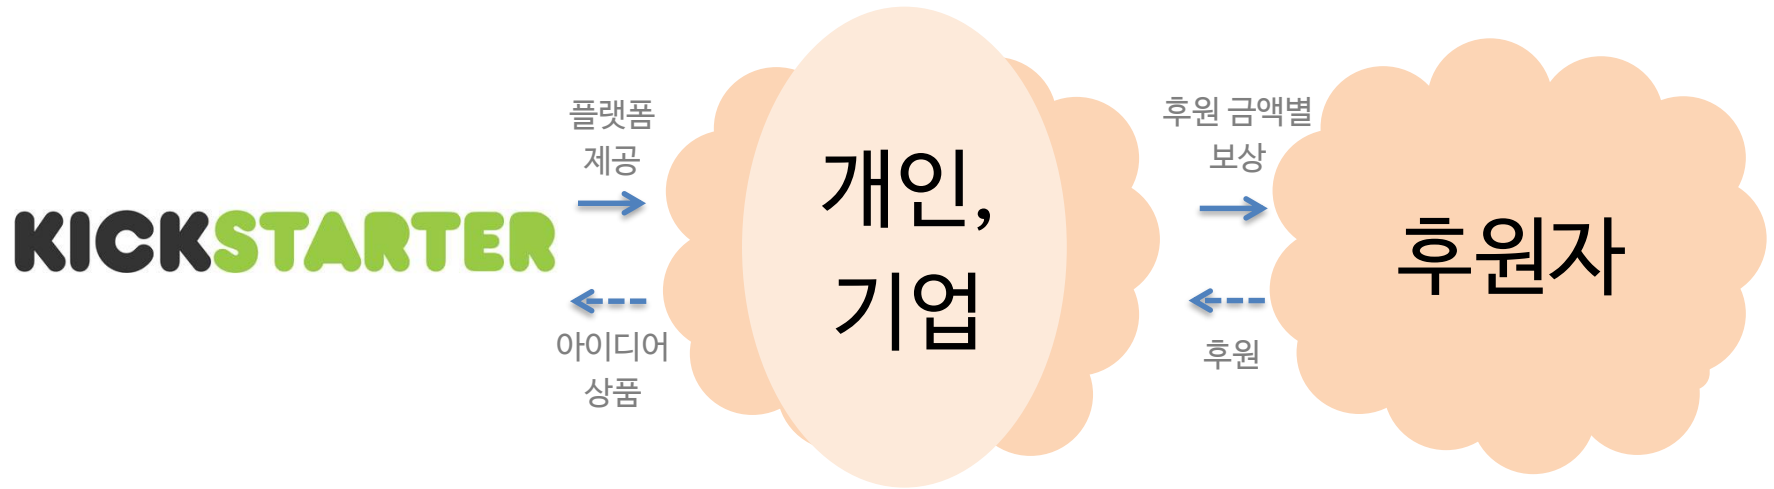 KICKSTARTER
플랫폼
제공
아이디어
상품
개인,
기업
후원 금액별
보상
후원
후원자